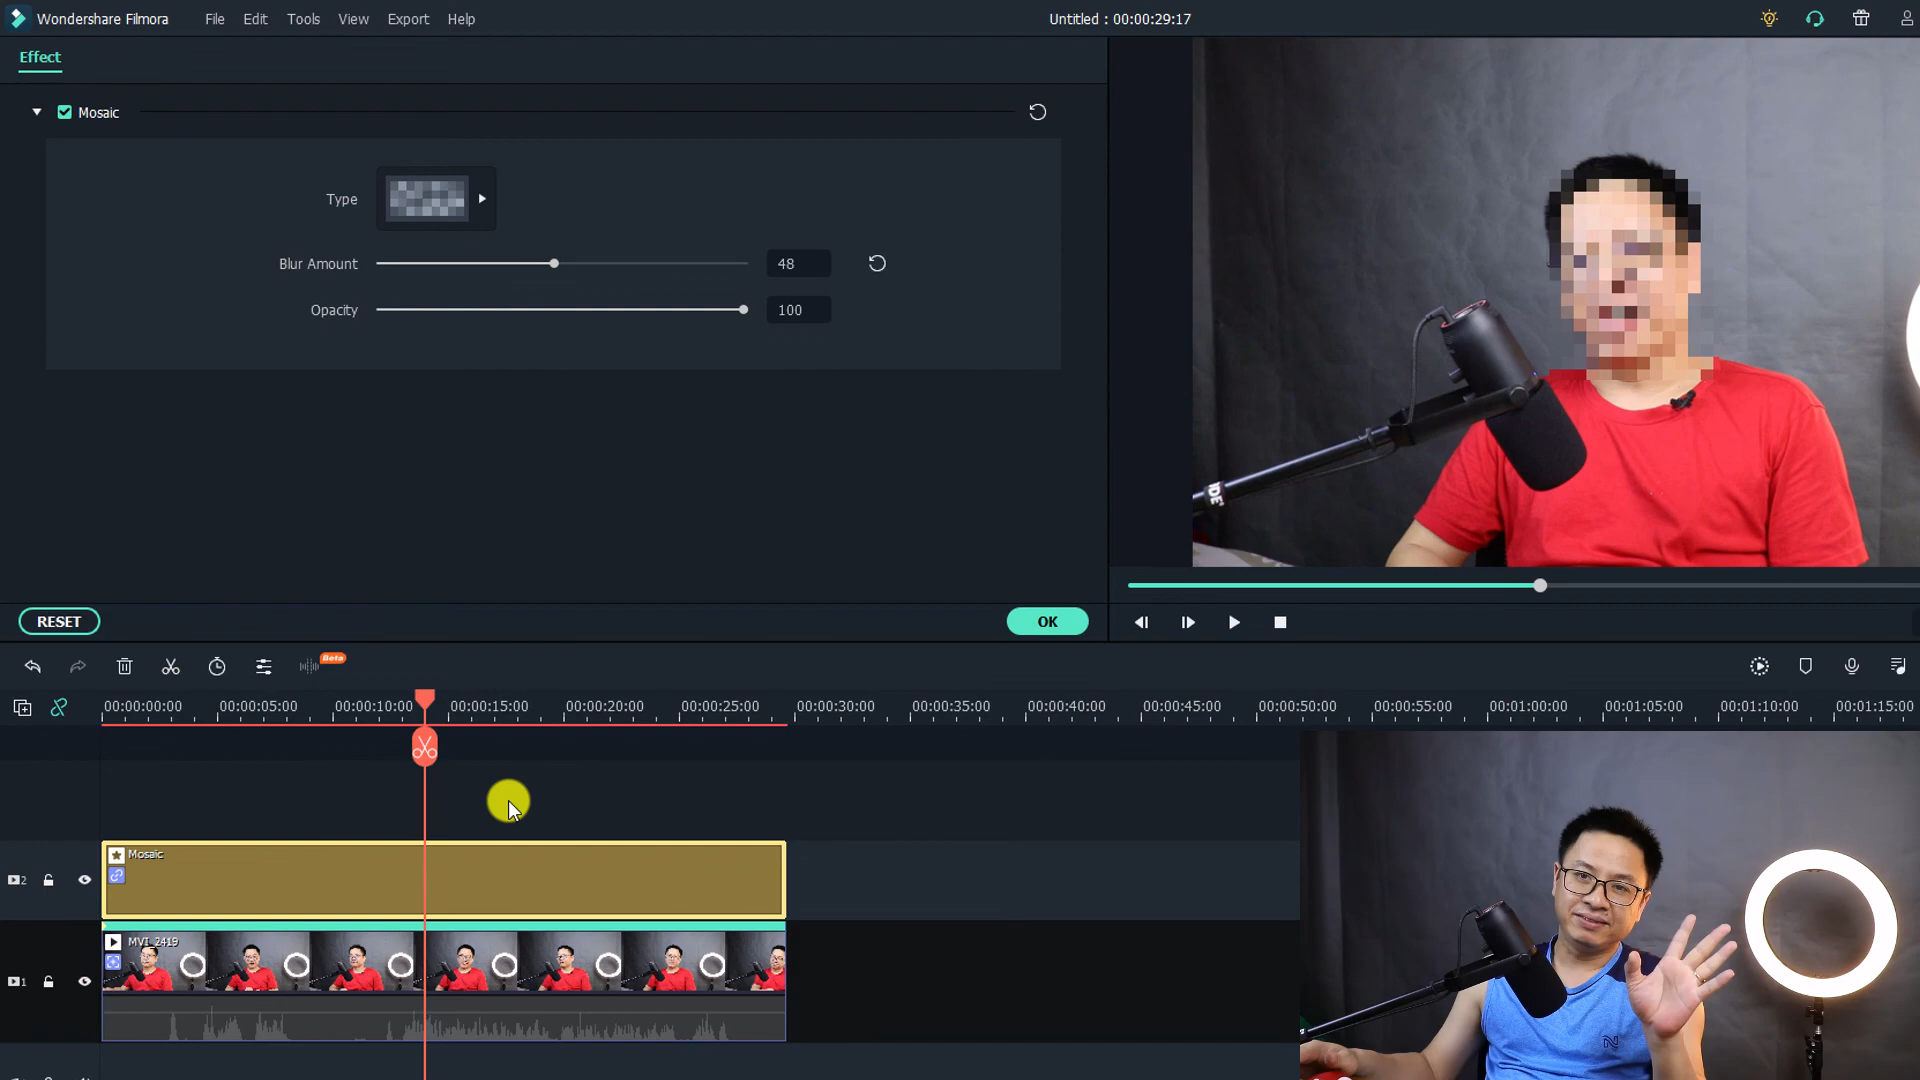 Wondershare Filmora File Edit Tools View Export Help Untitled : 00:00:29:17
Effect
Mosaic
Type
Blur Amount 48
Opacity 100
RESET OK
Beta
00:00:00:00 00:00:05:00 00:00:10:00 00:00:15:00 00:00:20:00 00:00:25:00 00:00:30:00 00:00:35:00 00:00:40:00 00:00:45:00 00:00:50:00 00:00:55:00 00:01:00:00 00:01:05:00 00:01:10:00 00:01:15:00
Mosaic
2
MVI_2419
1